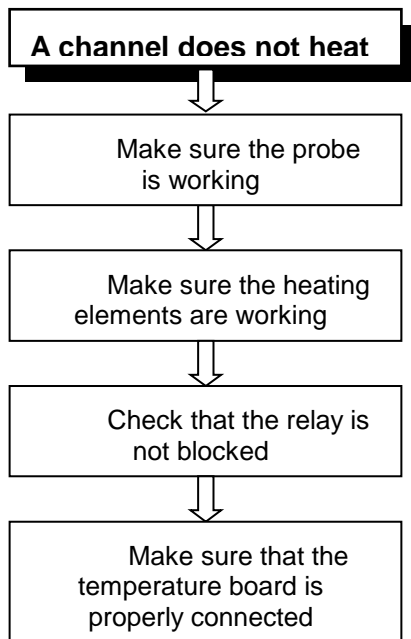 A channel does not heat
Make sure the probe
is working
Make sure the heating
elements are working
Check that the relay is
not blocked
Make sure that the
temperature board is
properly connected